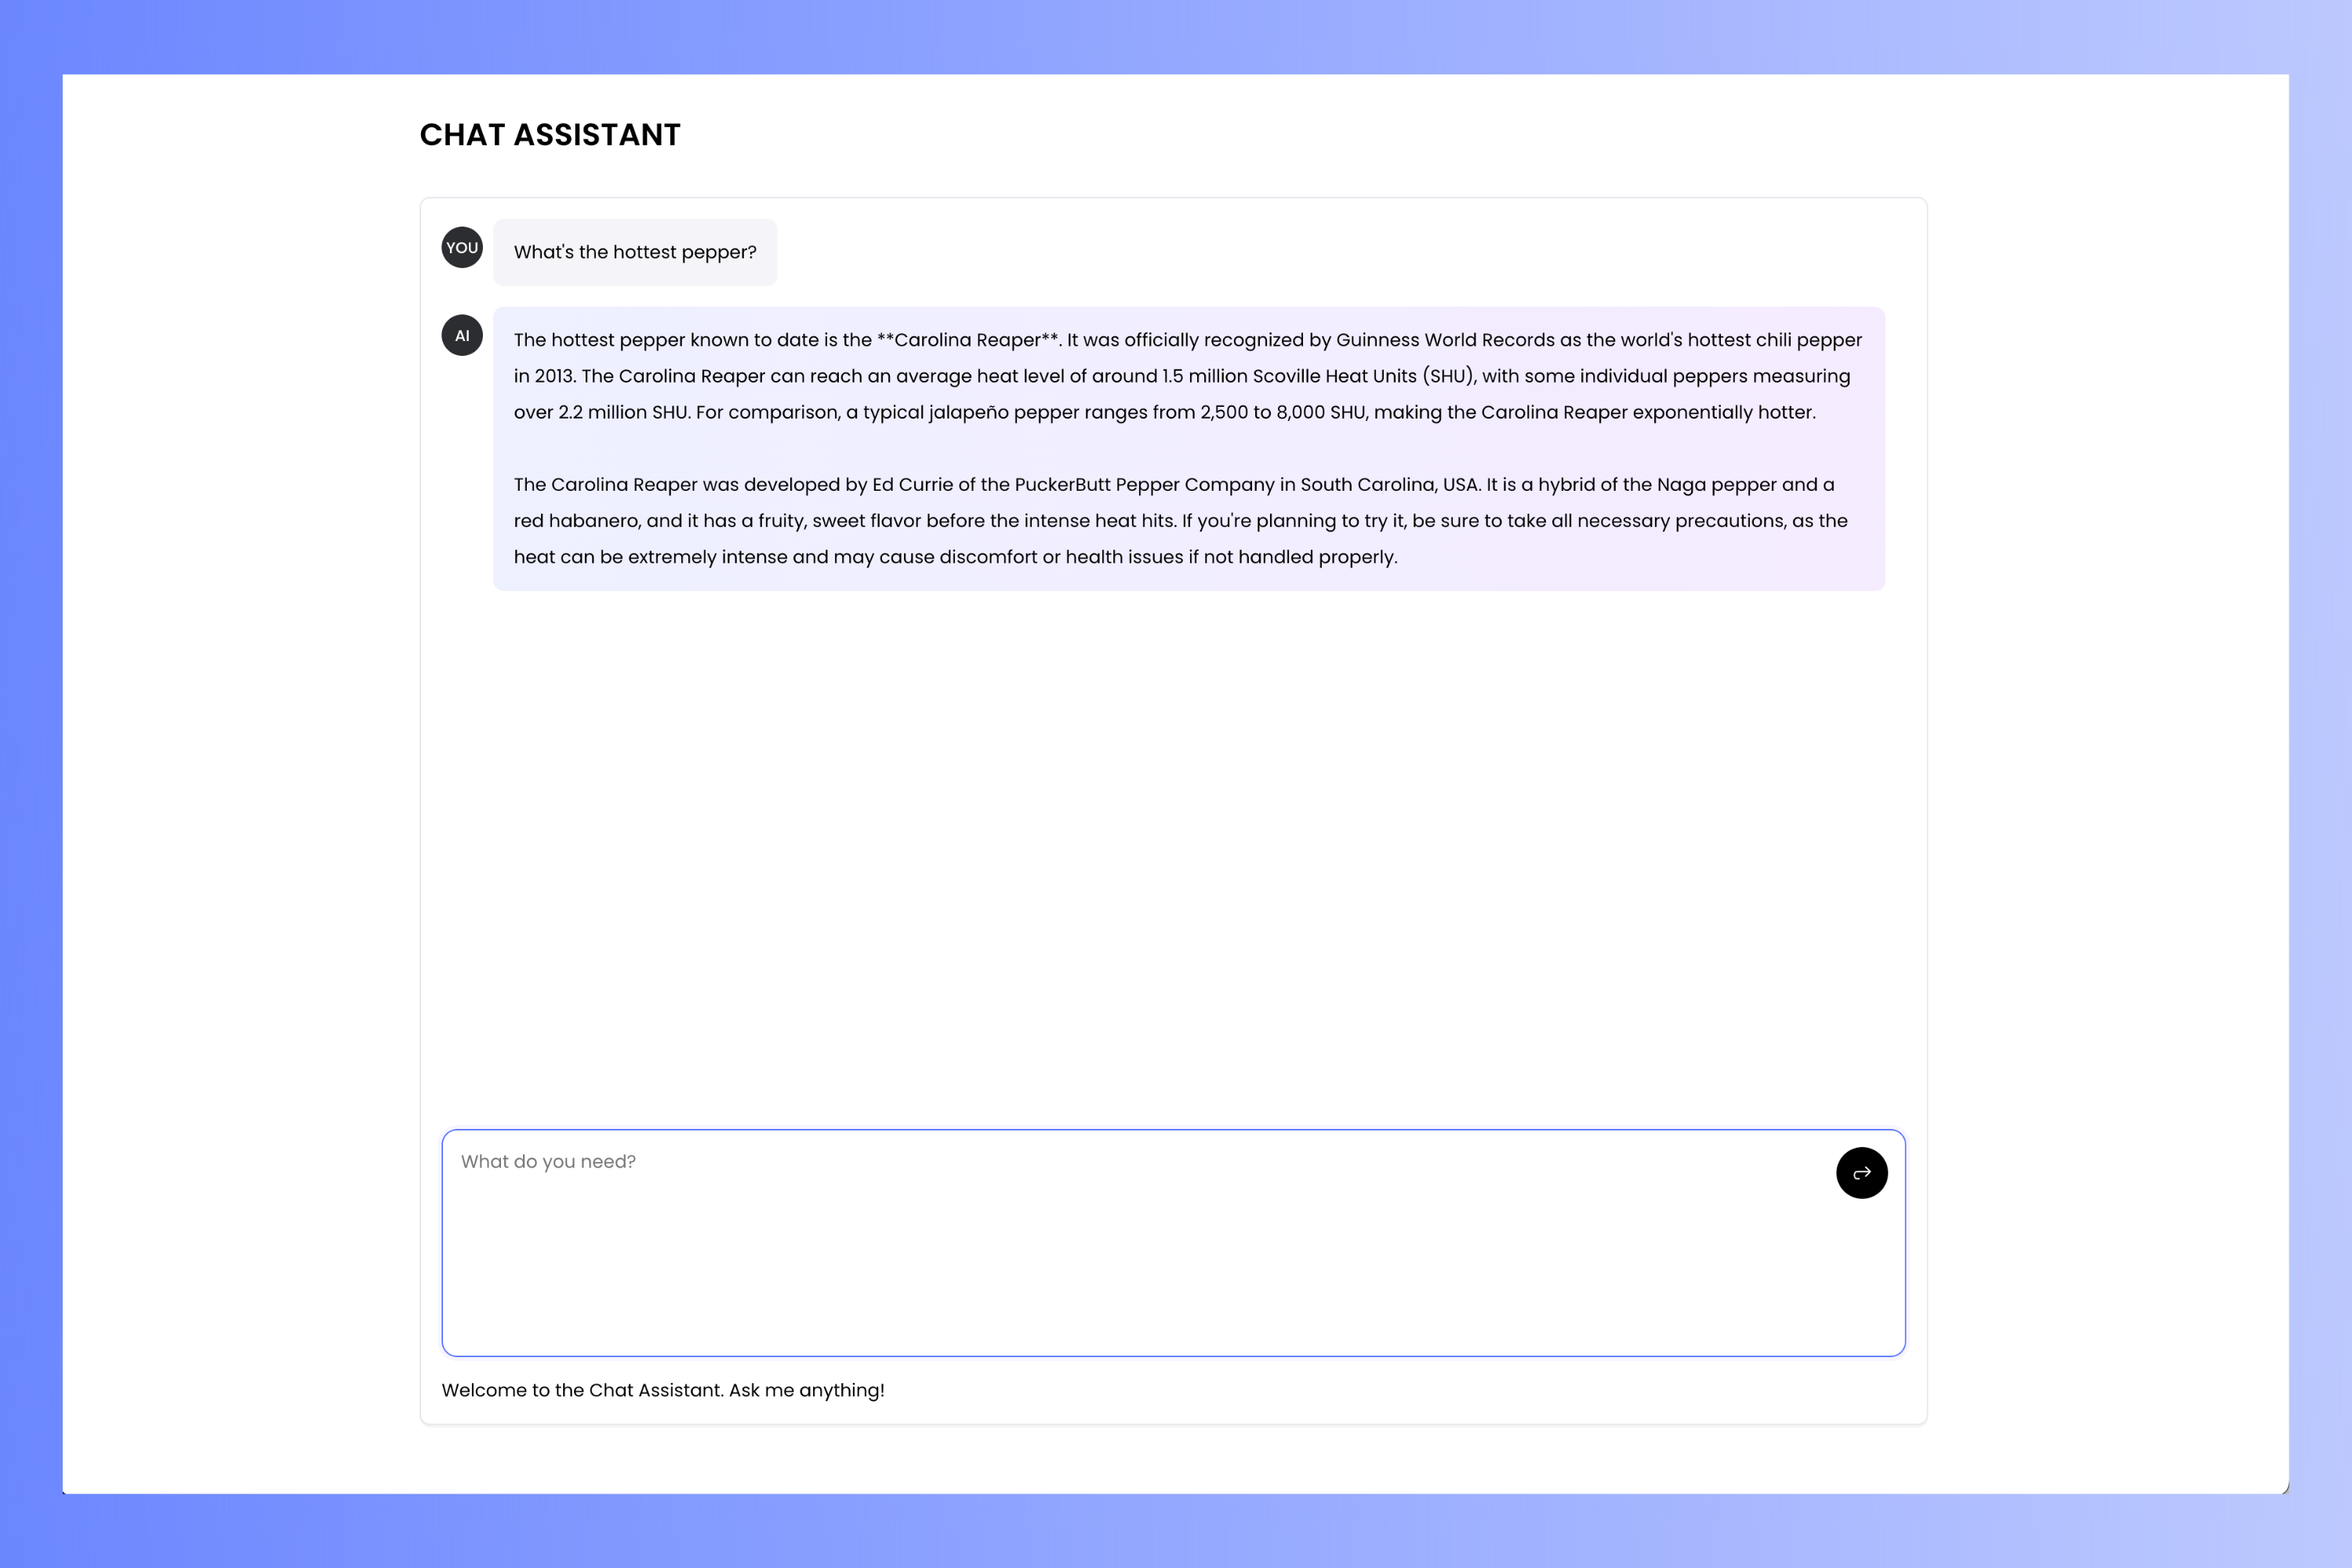 CHAT ASSISTANT
YOU
What's the hottest pepper?
AI
The hottest pepper known to date is the **Carolina Reaper**. It was officially recognized by Guinness World Records as the world's hottest chili pepper
in 2013. The Carolina Reaper can reach an average heat level of around 1.5 million Scoville Heat Units (SHU), with some individual peppers measuring
over 2.2 million SHU. For comparison, a typical jalapeño pepper ranges from 2,500 to 8,000 SHU, making the Carolina Reaper exponentially hotter.
The Carolina Reaper was developed by Ed Currie of the PuckerButt Pepper Company in South Carolina, USA. It is a hybrid of the Naga pepper and a
red habanero, and it has a fruity, sweet flavor before the intense heat hits. If you're planning to try it, be sure to take all necessary precautions, as the
heat can be extremely intense and may cause discomfort or health issues if not handled properly.
What do you need?
Welcome to the Chat Assistant. Ask me anything!